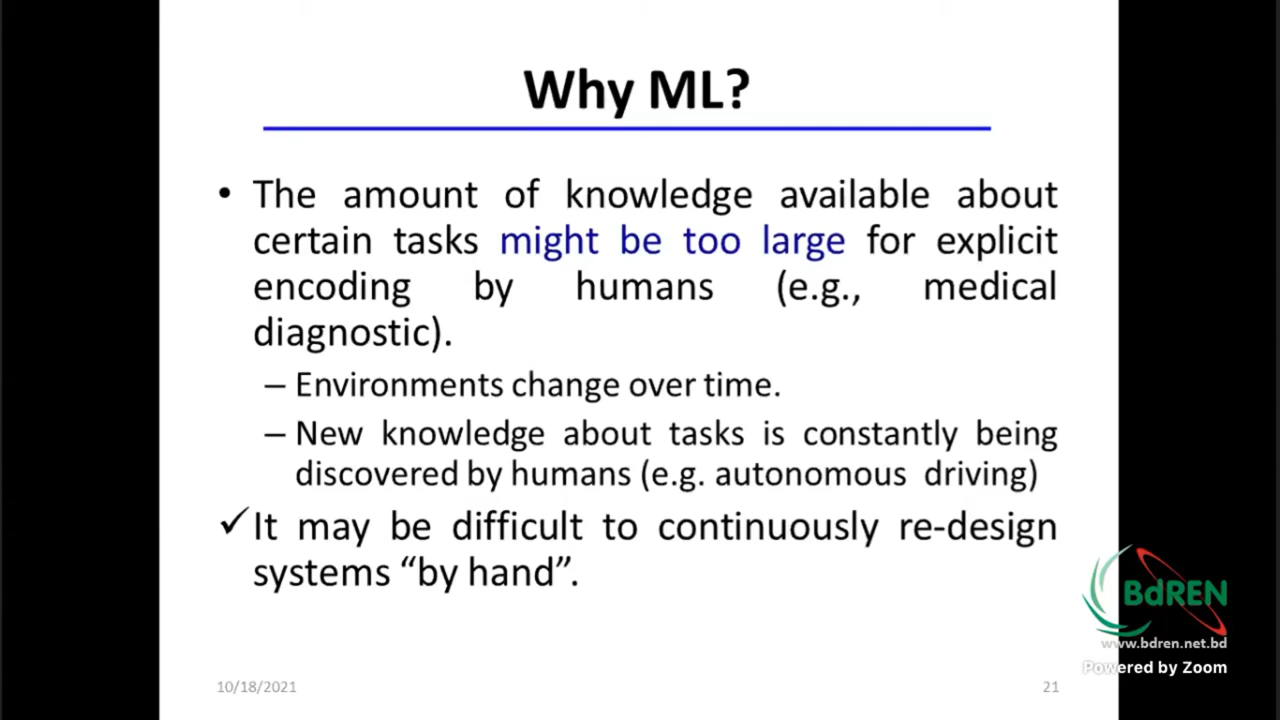 Why ML?
• The amount of knowledge available about
certain tasks might be too large for explicit
encoding by humans (e.g., medical
diagnostic).
– Environments change over time.
– New knowledge about tasks is constantly being
discovered by humans (e.g. autonomous driving)
✓It may be difficult to continuously re-design
systems “by hand”.
BdREN
www.bdren.net.bd
Powered by Zoom
10/18/2021
21